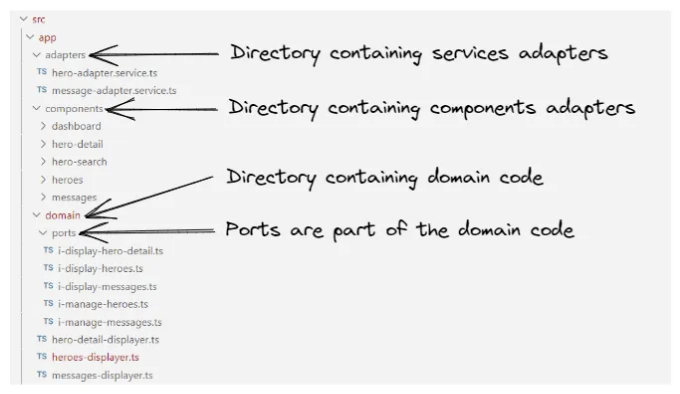 src
app
adapters
Directory containing services adapters
TS hero-adapter.service.ts
TS message-adapter.service.ts
components
Directory containing components adapters
dashboard
hero-detail
hero-search
heroes
Directory containing domain code
messages
domain
ports
Ports are part of the domain code
TS i-display-hero-detail.ts
TS i-display-heroes.ts
TS i-display-messages.ts
TS i-manage-heroes.ts
TS i-manage-messages.ts
TS hero-detail-displayer.ts
TS heroes-displayer.ts
TS messages-displayer.ts